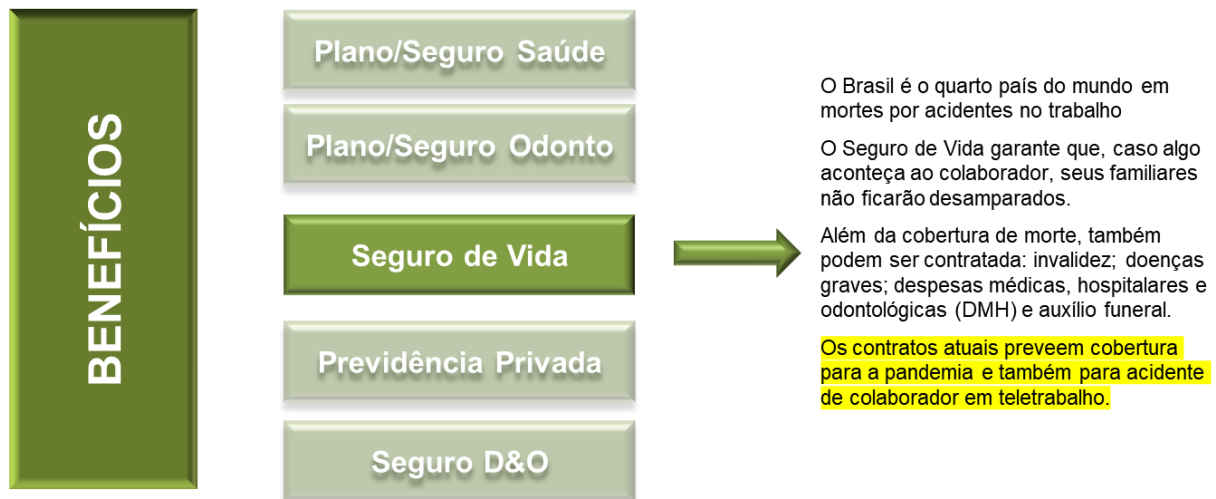 BENEFÍCIOS
Plano/Seguro Saúde
Plano/Seguro Odonto
Seguro de Vida
Previdência Privada
Seguro D&O
O Brasil é o quarto país do mundo em
mortes por acidentes no trabalho
O Seguro de Vida garante que, caso algo
aconteça ao colaborador, seus familiares
não ficarão desamparados.
Além da cobertura de morte, também
podem ser contratada: invalidez; doenças
graves; despesas médicas, hospitalares e
odontológicas (DMH) e auxílio funeral.
Os contratos atuais preveem cobertura
para a pandemia e também para acidente
de colaborador em teletrabalho.